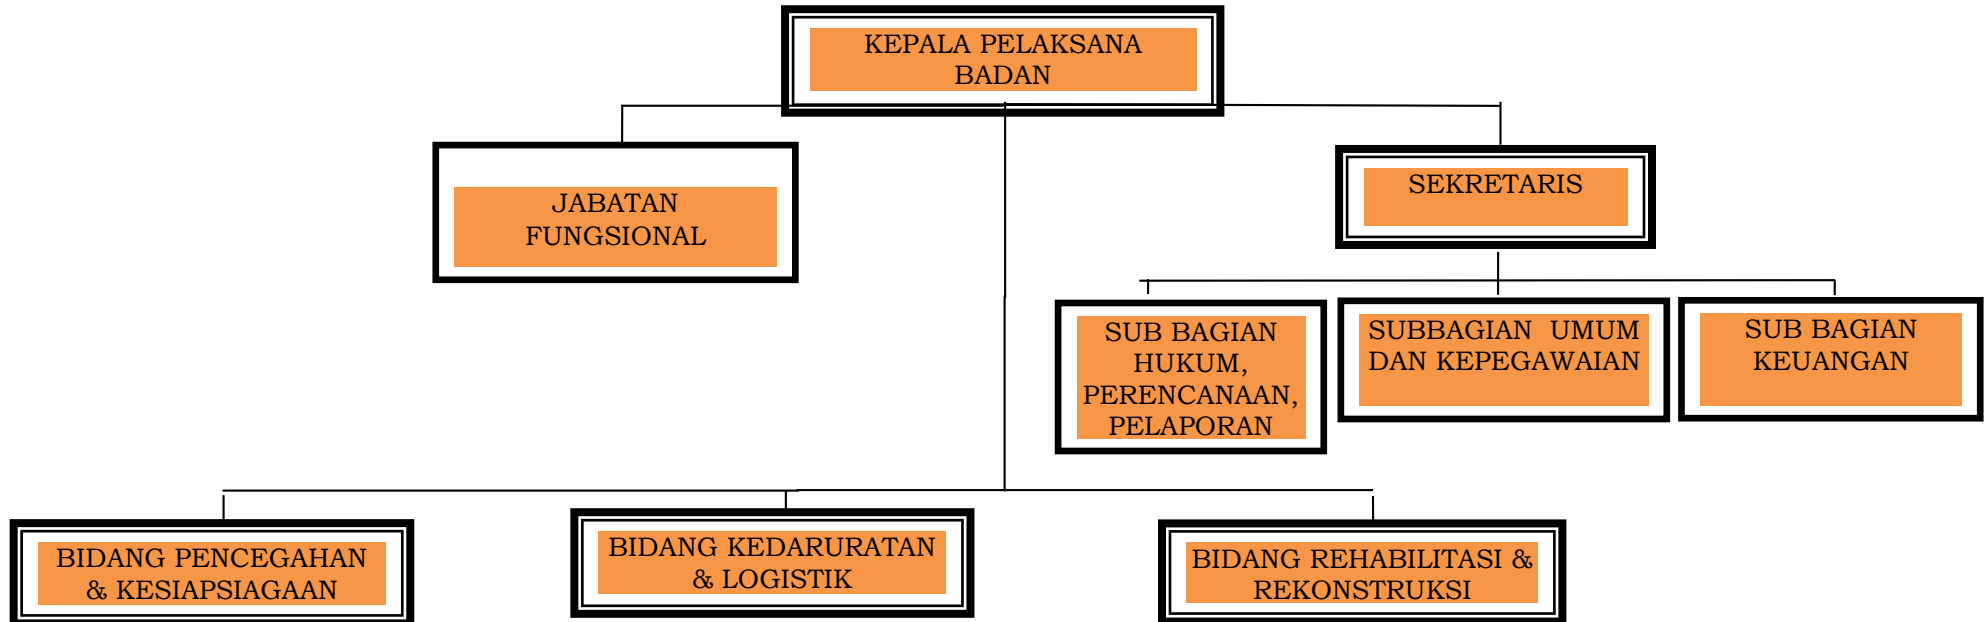 KEPALA PELAKSANA
BADAN
JABATAN
FUNGSIONAL
SEKRETARIS
SUB BAGIAN
HUKUM,
PERENCANAAN,
PELAPORAN
SUBBAGIAN UMUM
DAN KEPEGAWAIAN
SUB BAGIAN
KEUANGAN
BIDANG PENCEGAHAN
& KESIAPSIAGAAN
BIDANG KEDARURATAN
& LOGISTIK
BIDANG REHABILITASI &
REKONSTRUKSI